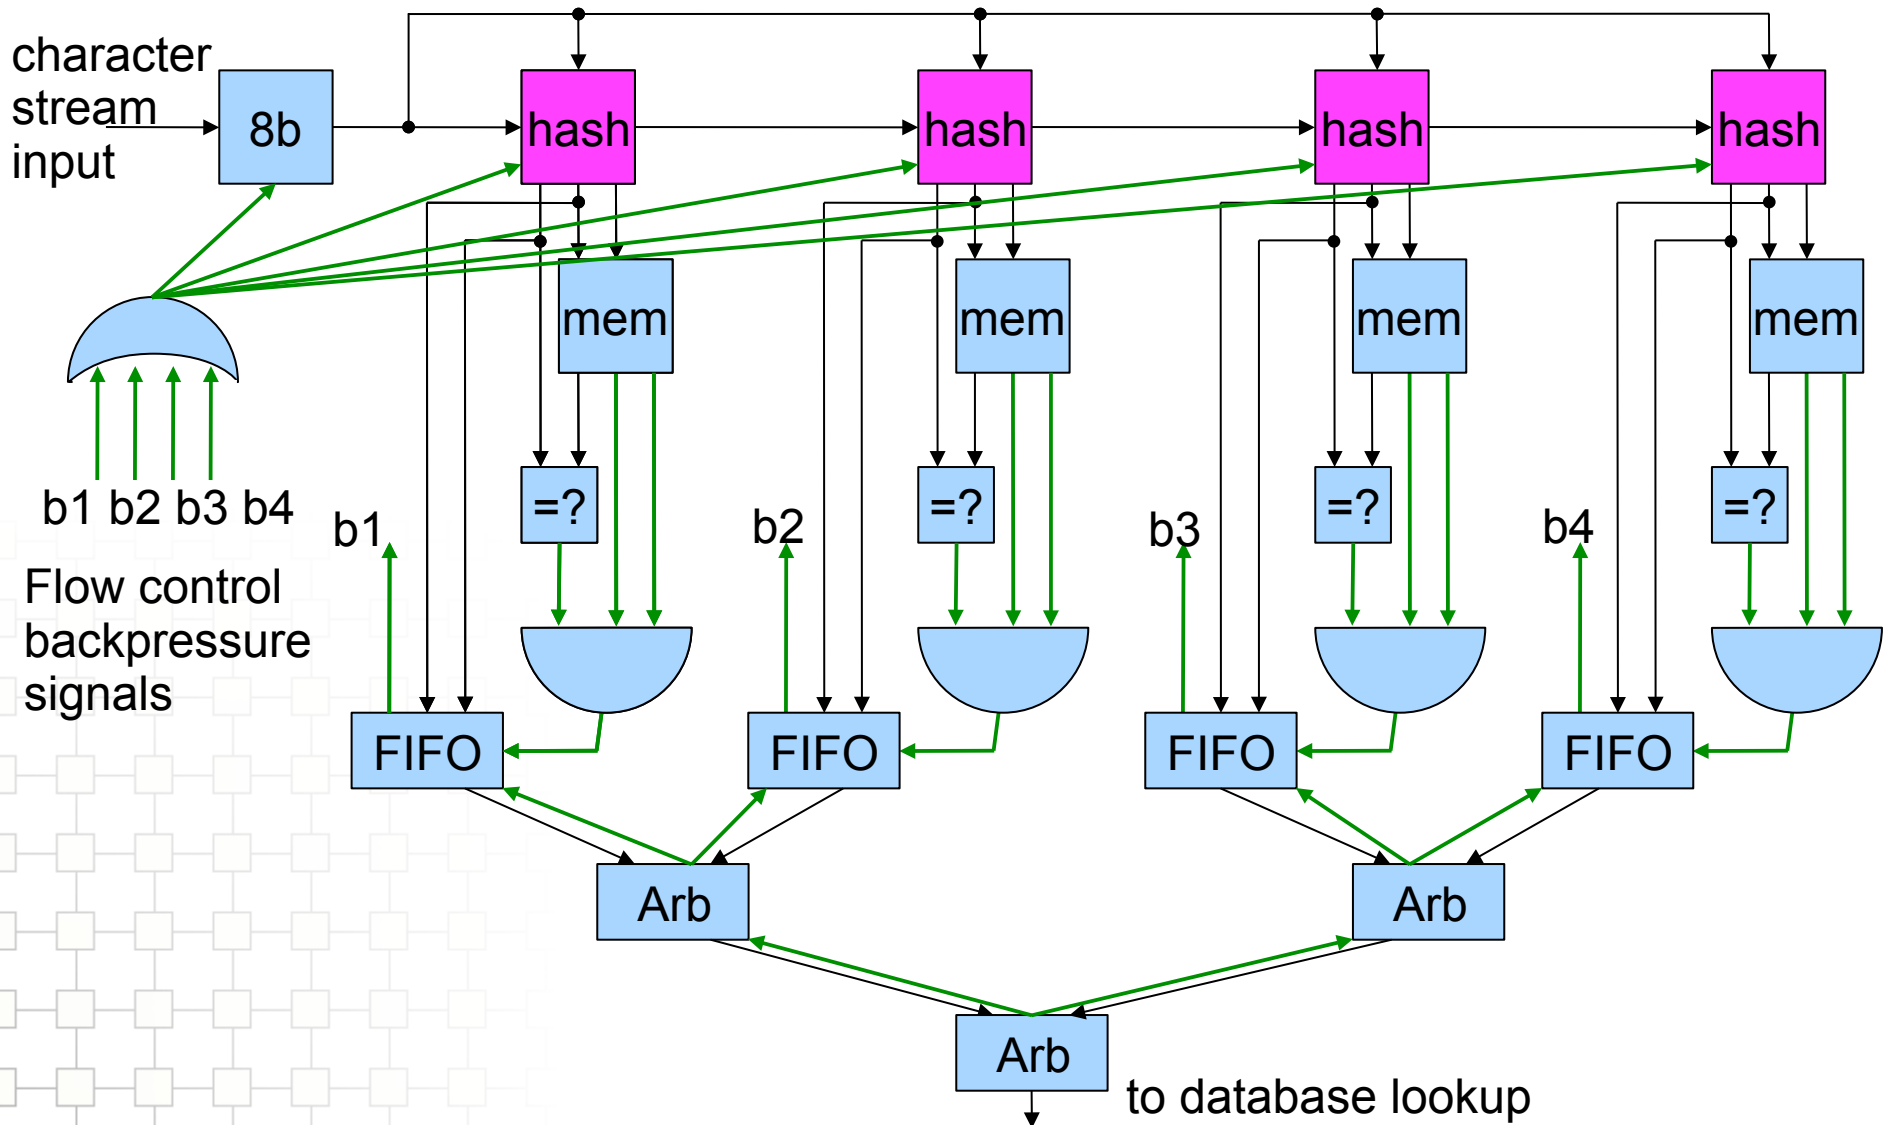 character
stream
input
8b
hash
hash
hash
hash
mem
mem
mem
mem
b1 b2 b3 b4
=?
=?
=?
=?
b1
b2
b3
b4
Flow control
backpressure
signals
FIFO
FIFO
FIFO
FIFO
Arb
Arb
Arb
to database lookup